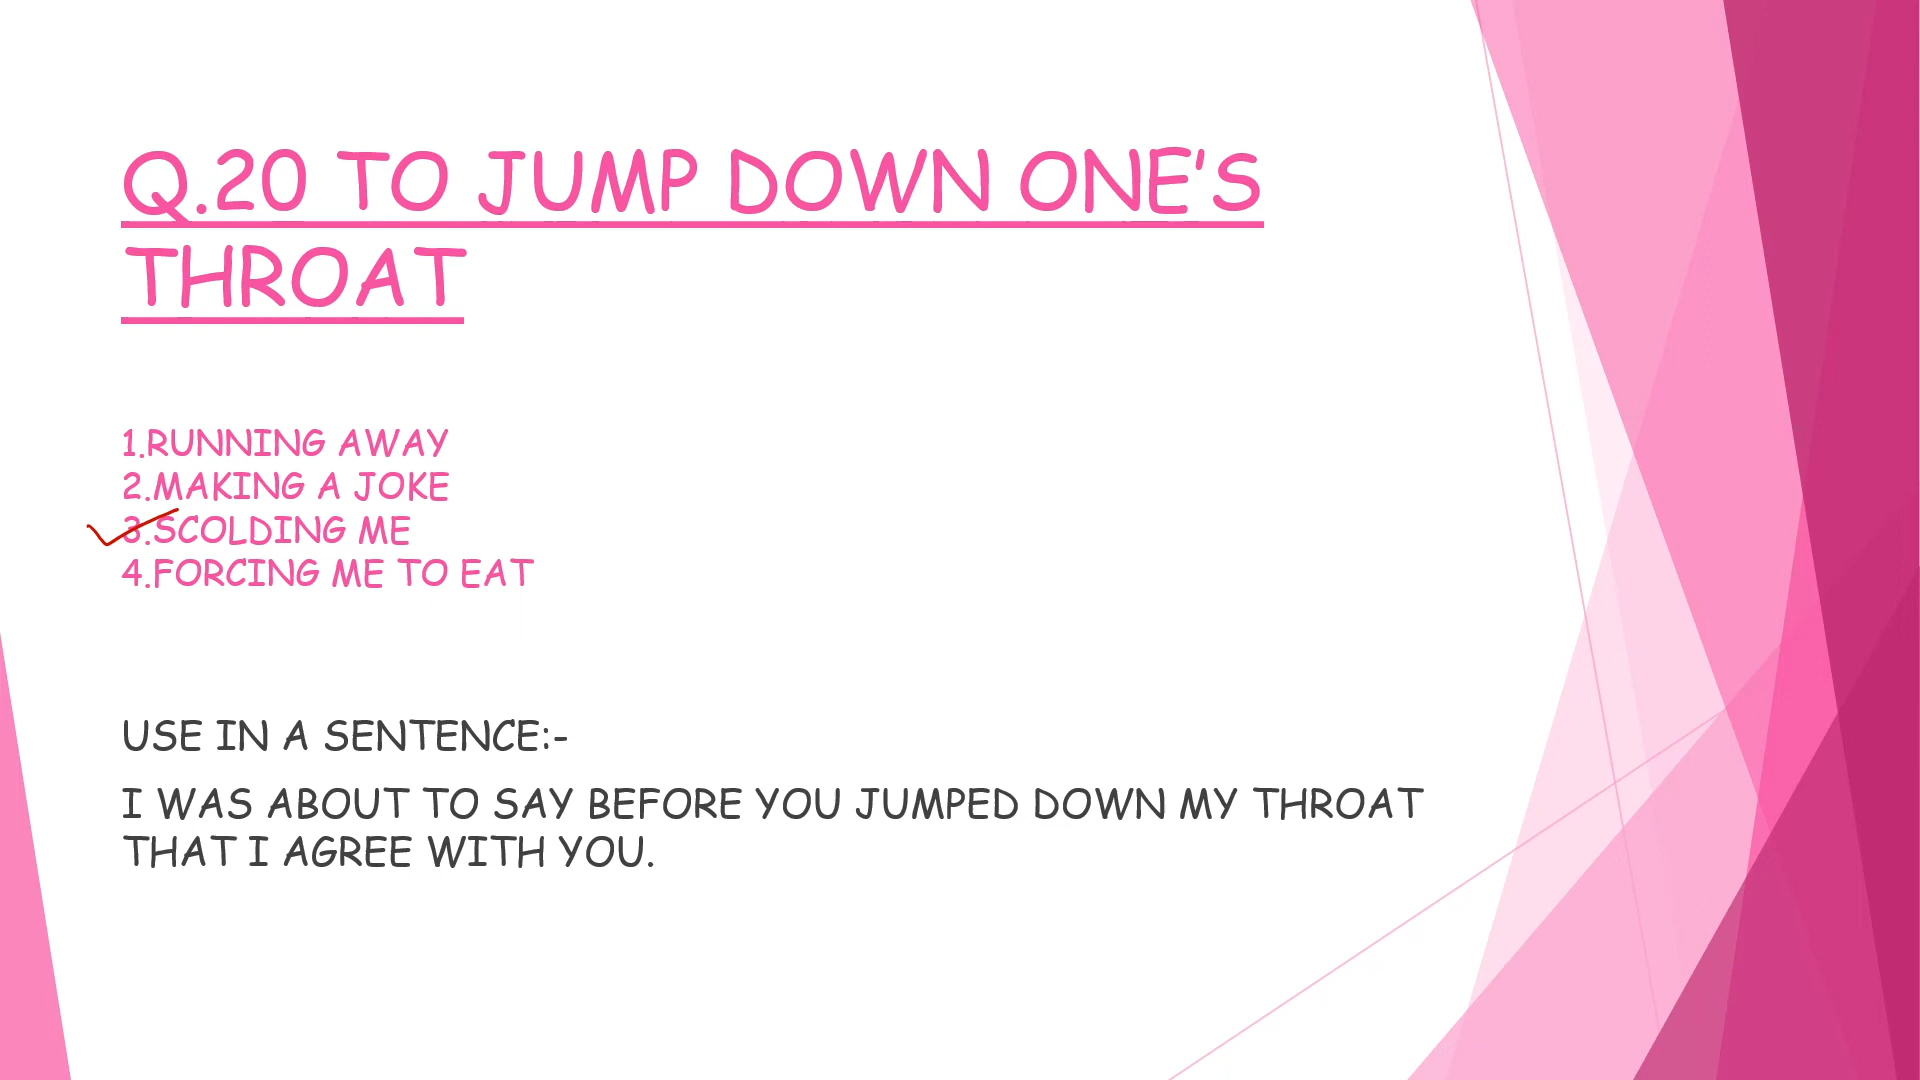 Q.20 TO JUMP DOWN ONE'S
THROAT
1.RUNNING AWAY
2.MAKING A JOKE
3.SCOLDING ME
4.FORCING ME TO EAT
USE IN A SENTENCE:-
I WAS ABOUT TO SAY BEFORE YOU JUMPED DOWN MY THROAT
THAT I AGREE WITH YOU.